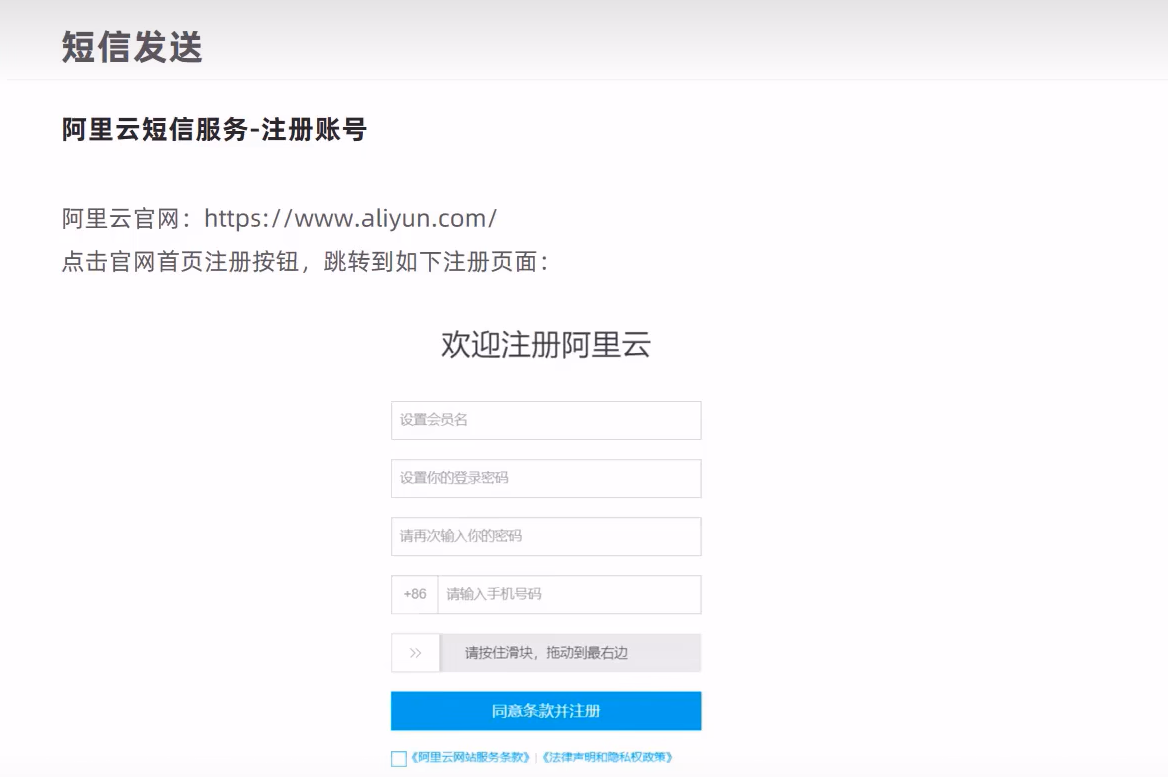 短信发送
阿里云短信服务-注册账号
阿里云官网：https://www.aliyun.com/
点击官网首页注册按钮，跳转到如下注册页面：
欢迎注册阿里云
设置会员名
设置你的登录密码
请再次输入你的密码
+86 请输入手机号码
>> 请按住滑块，拖动到最右边
同意条款并注册
《阿里云网站服务条款》|《法律声明和隐私权政策》